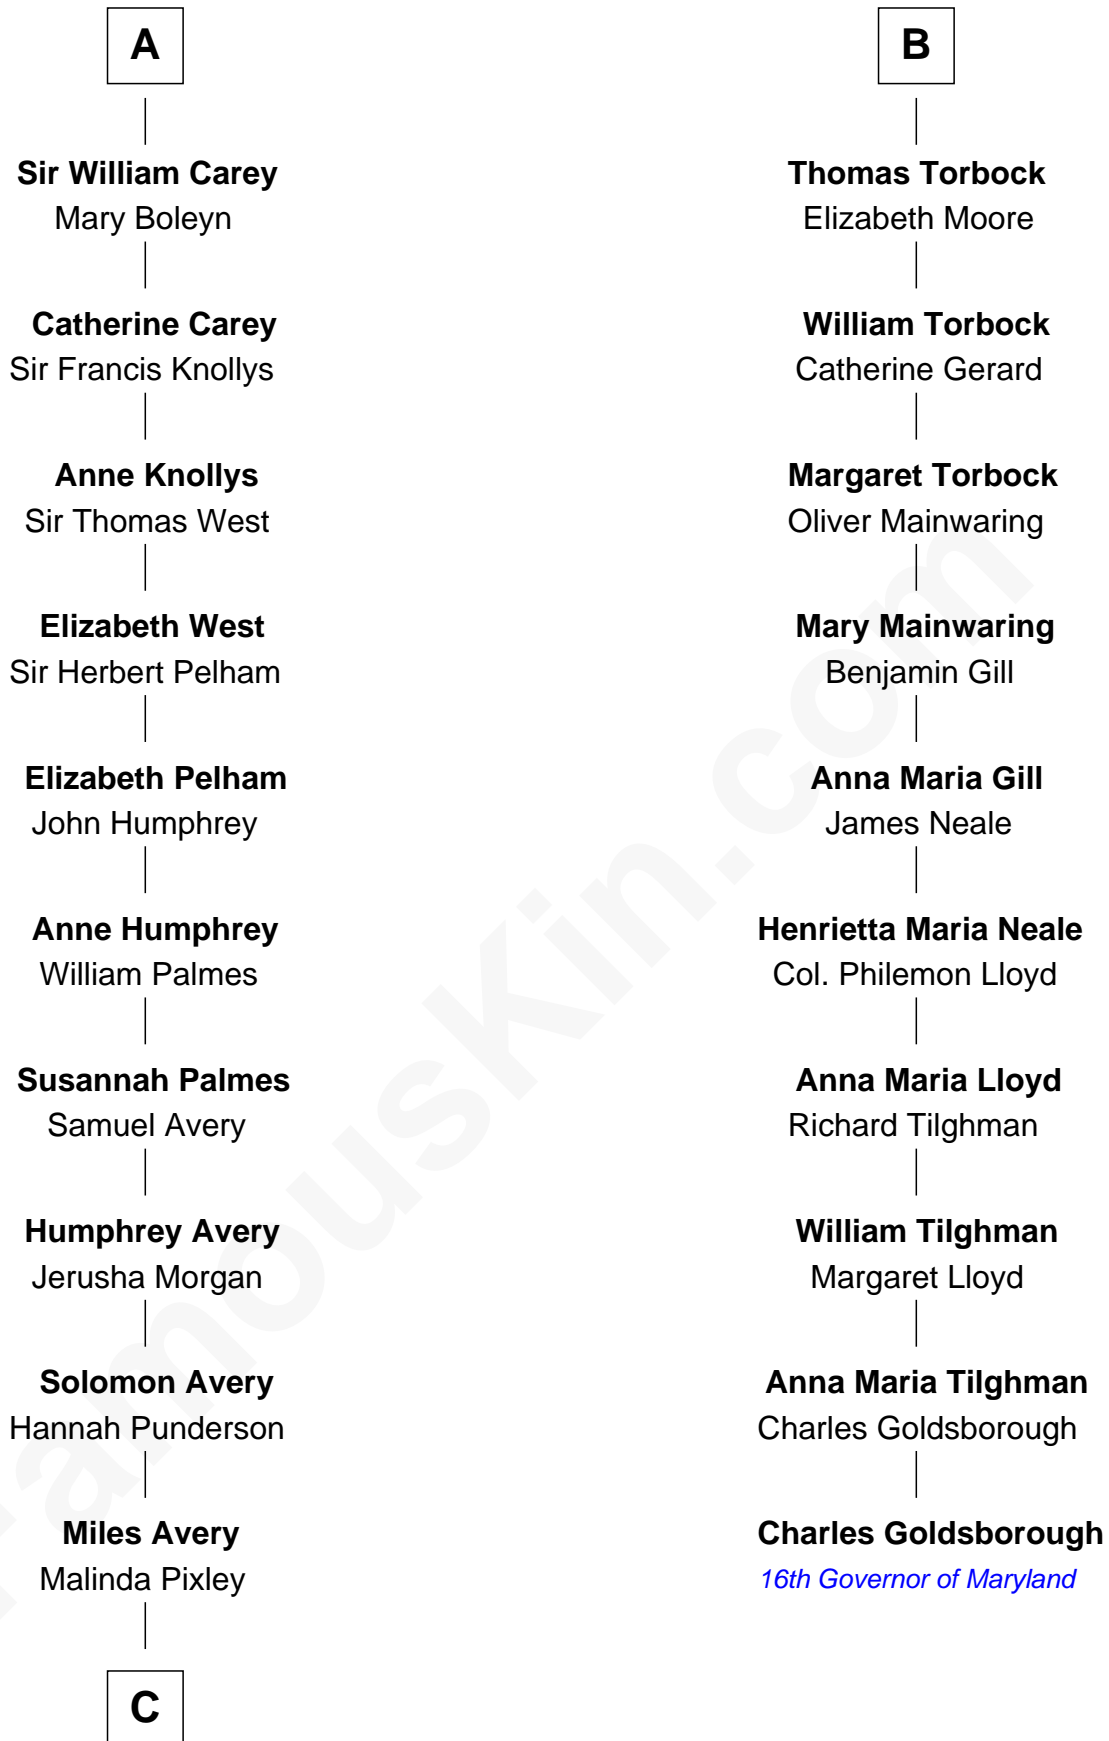 A
Sir William Carey
Mary Boleyn
Catherine Carey
Sir Francis Knollys
Anne Knollys
Sir Thomas West
Elizabeth West
Sir Herbert Pelham
Elizabeth Pelham
John Humphrey
Anne Humphrey
William Palmes
Susannah Palmes
Samuel Avery
Humphrey Avery
Jerusha Morgan
Solomon Avery
Hannah Punderson
Miles Avery
Malinda Pixley
C
B
Thomas Torbock
Elizabeth Moore
William Torbock
Catherine Gerard
Margaret Torbock
Oliver Mainwaring
Mary Mainwaring
Benjamin Gill
Anna Maria Gill
James Neale
Henrietta Maria Neale
Col. Philemon Lloyd
Anna Maria Lloyd
Richard Tilghman
William Tilghman
Margaret Lloyd
Anna Maria Tilghman
Charles Goldsborough
Charles Goldsborough
16th Governor of Maryland
FamousKin.com